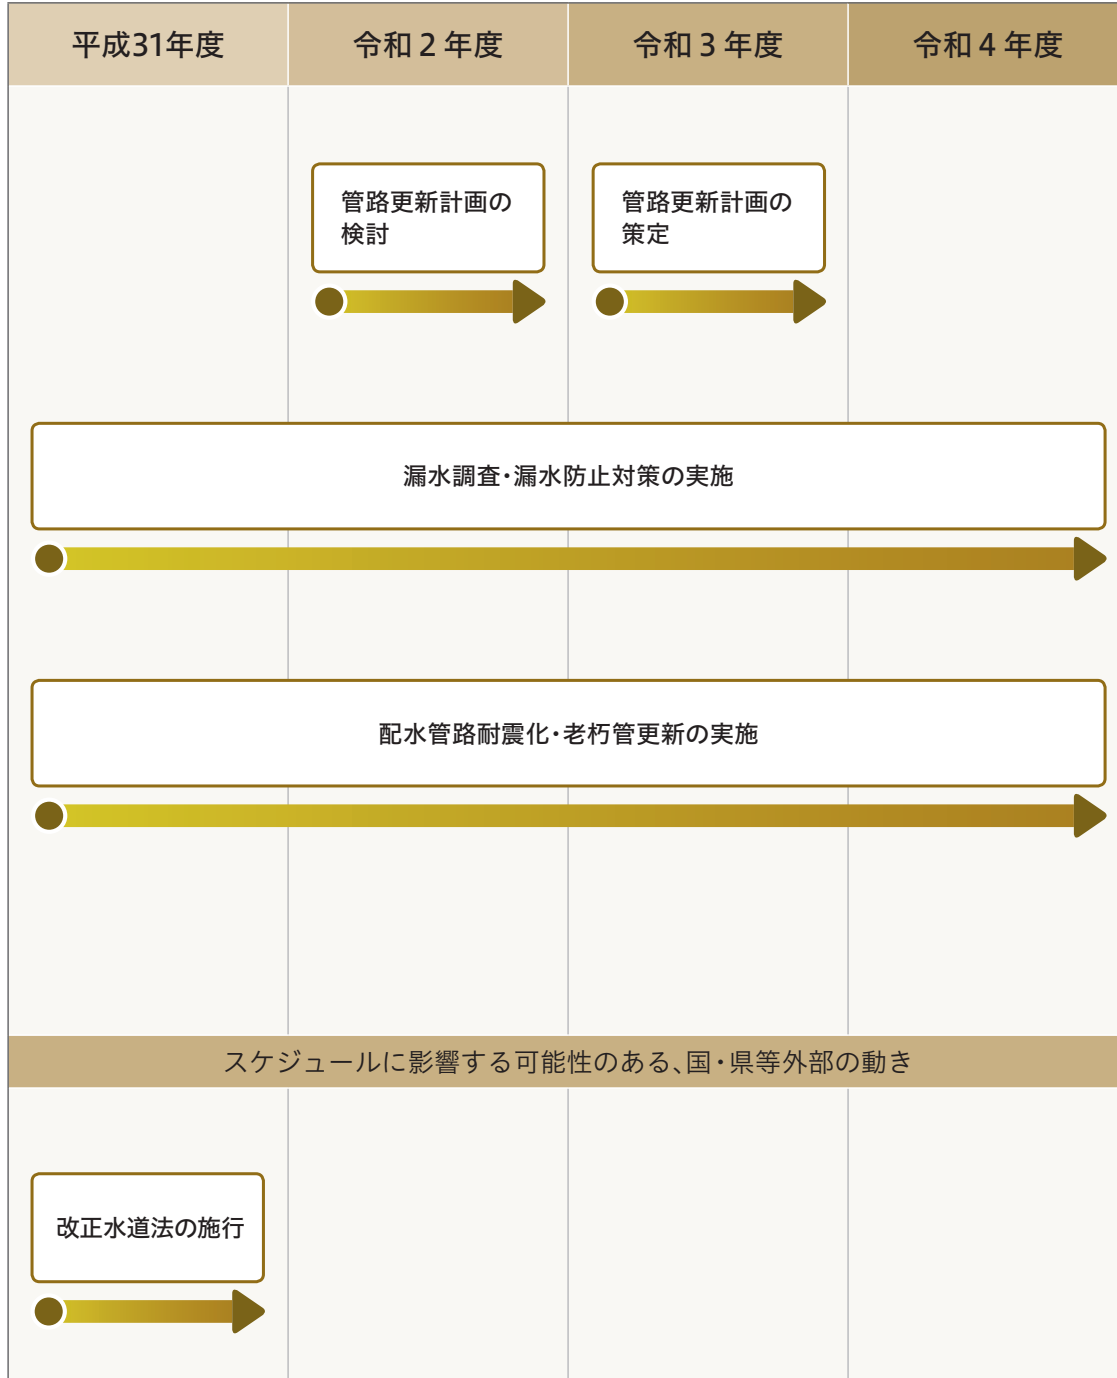 平成31年度
令和２年度
令和３年度
令和４年度
管路更新計画の
検討
管路更新計画の
策定
漏水調査・漏水防止対策の実施
配水管路耐震化・老朽管更新の実施
スケジュールに影響する可能性のある、国・県等外部の動き
改正水道法の施行